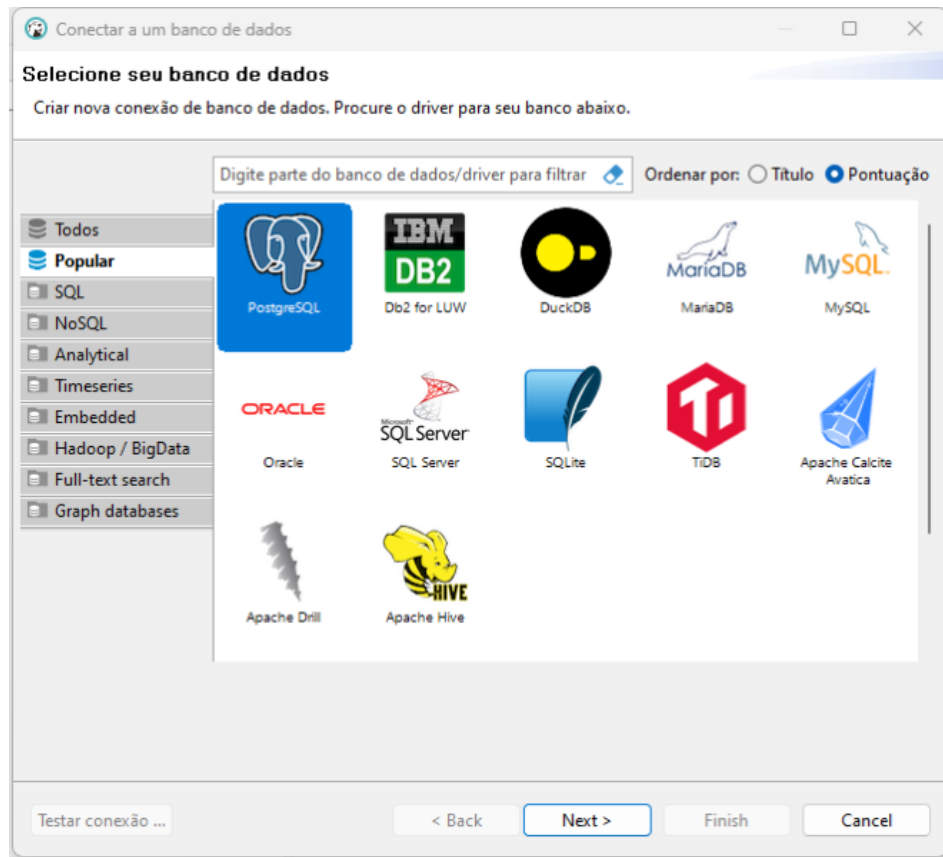 Conectar a um banco de dados
Selecione seu banco de dados
Criar nova conexão de banco de dados. Procure o driver para seu banco abaixo.
Digite parte do banco de dados/driver para filtrar
Ordenar por: Título Pontuação
Todos
Popular
SQL
NoSQL
Analytical
Timeseries
Embedded
Hadoop / BigData
Full-text search
Graph databases
IBM
DB2
MariaDB
MySQL
PostgreSQL
Db2 for LUW
DuckDB
MariaDB
MySQL
ORACLE
Microsoft
SQL Server
Oracle
SQL Server
SQLite
TiDB
Apache Calcite
Avatica
HIVE
Apache Drill
Apache Hive
Testar conexão ...
< Back
Next >
Finish
Cancel